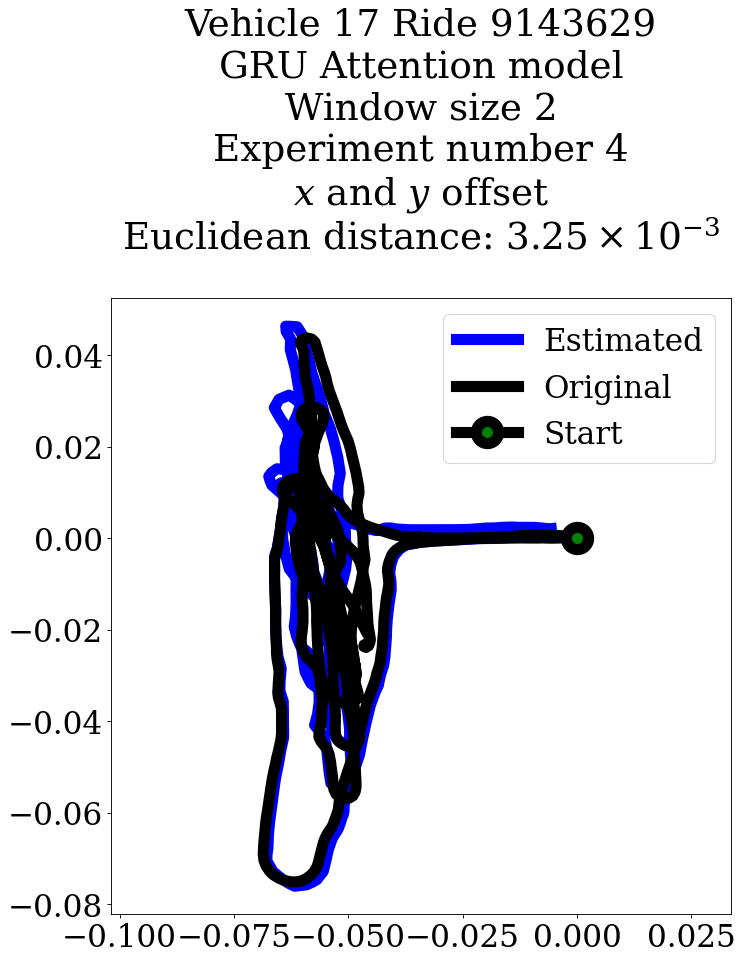 Vehicle 17 Ride 9143629
GRU Attention model
Window size 2
Experiment number 4
x and y offset
Euclidean distance: 3.25 × 10⁻³
Estimated
Original
Start
0.04
0.02
0.00
−0.02
−0.04
−0.06
−0.08
−0.100 −0.075 −0.050 −0.025 0.000 0.025